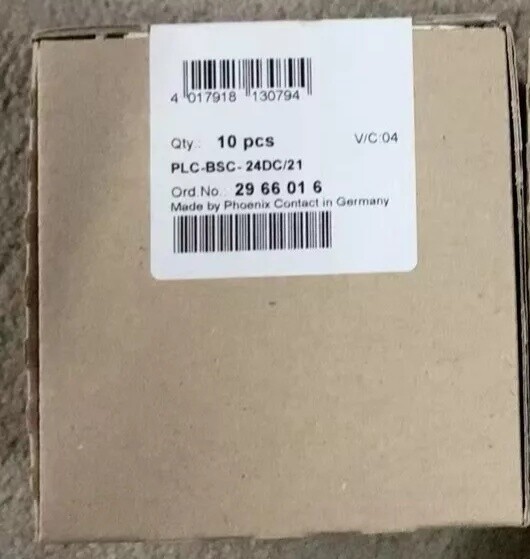 4 017918 130794
Qty.: 10 pcs V/C:04
PLC-BSC- 24DC/21
Ord.No.: 29 66 01 6
Made by Phoenix Contact in Germany